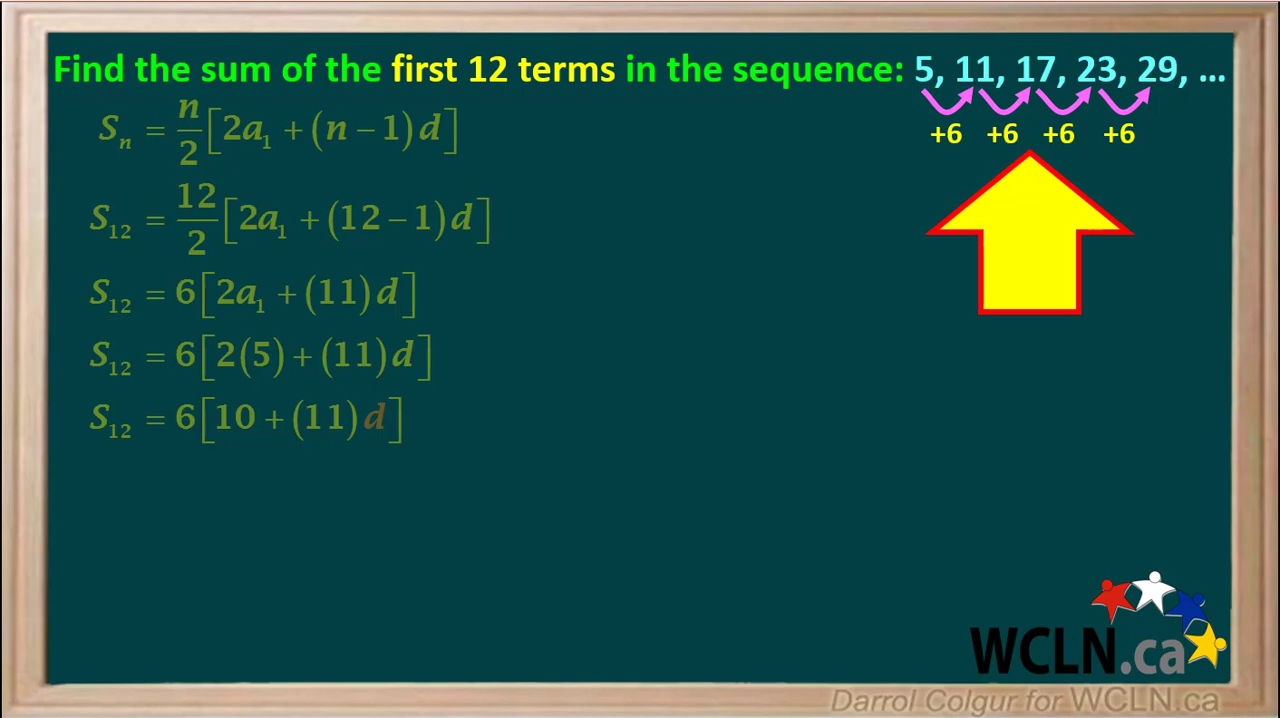 Find the sum of the first 12 terms in the sequence: 5, 11, 17, 23, 29, ...
+6 +6 +6 +6
Sₙ = n/2 [2a₁ + (n − 1)d]
S₁₂ = 12/2 [2a₁ + (12 − 1)d]
S₁₂ = 6[2a₁ + (11)d]
S₁₂ = 6[2(5) + (11)d]
S₁₂ = 6[10 + (11)d]
WCLN.ca
Darrol Colgur for WCLN.ca